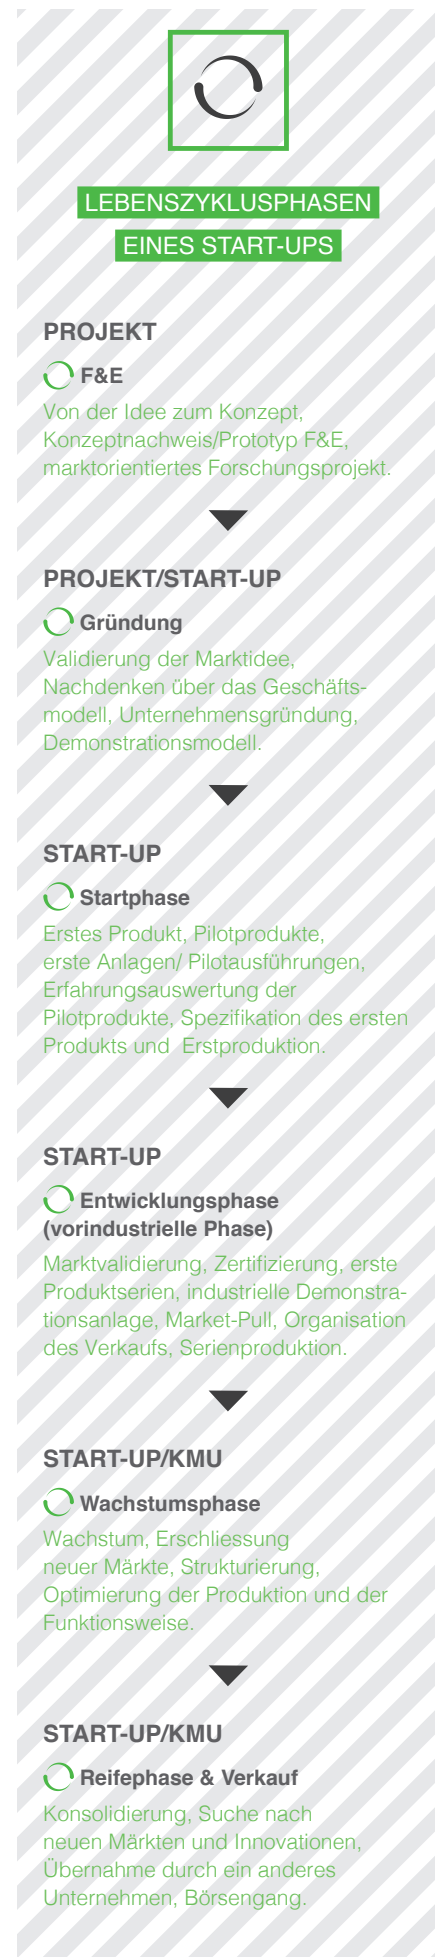 LEBENSZYKLUSPHASEN
EINES START-UPS
PROJEKT
F&E
Von der Idee zum Konzept,
Konzeptnachweis/Prototyp F&E,
marktorientiertes Forschungsprojekt.
PROJEKT/START-UP
Gründung
Validierung der Marktidee,
Nachdenken über das Geschäfts-
modell, Unternehmensgründung,
Demonstrationsmodell.
START-UP
Startphase
Erstes Produkt, Pilotprodukte,
erste Anlagen/ Pilotausführungen,
Erfahrungsauswertung der
Pilotprodukte, Spezifikation des ersten
Produkts und  Erstproduktion.
START-UP
Entwicklungsphase
(vorindustrielle Phase)
Marktvalidierung, Zertifizierung, erste
Produktserien, industrielle Demonstra-
tionsanlage, Market-Pull, Organisation
des Verkaufs, Serienproduktion.
START-UP/KMU
Wachstumsphase
Wachstum, Erschliessung
neuer Märkte, Strukturierung,
Optimierung der Produktion und der
Funktionsweise.
START-UP/KMU
Reifephase & Verkauf
Konsolidierung, Suche nach
neuen Märkten und Innovationen,
Übernahme durch ein anderes
Unternehmen, Börsengang.